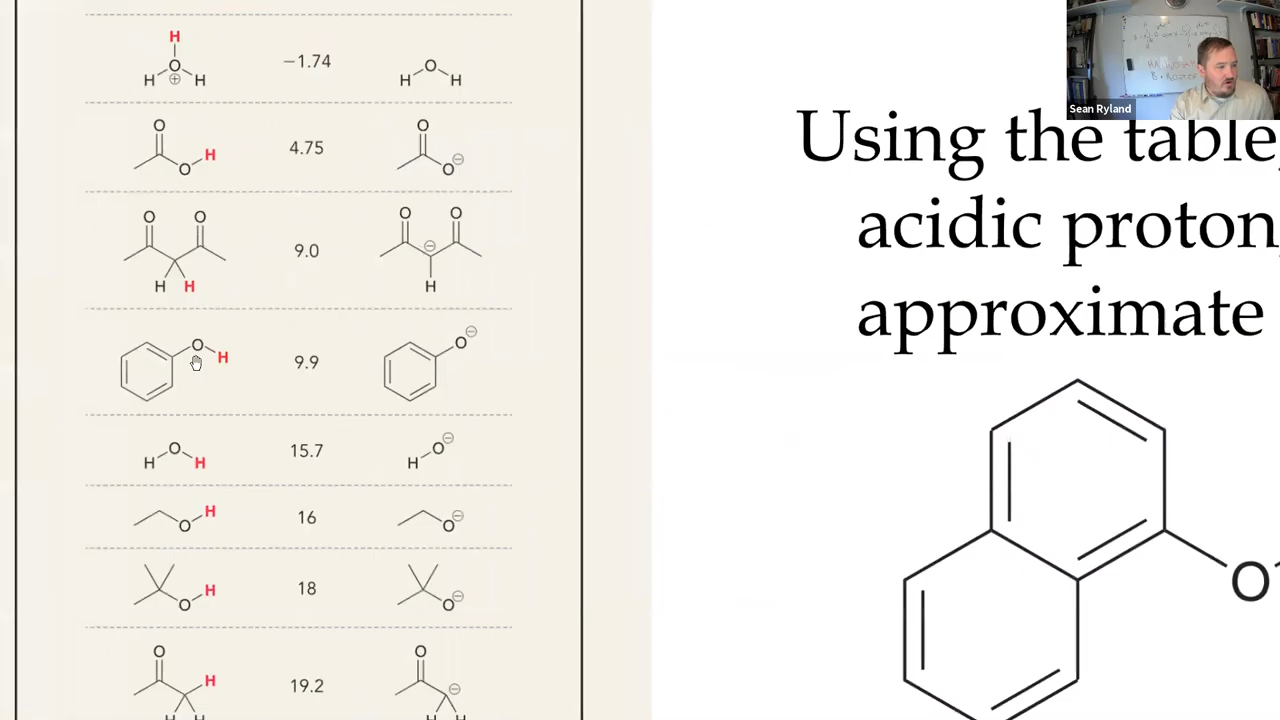 H
O
H
H
⊕
−1.74
H
O
H
O
O
H
4.75
O
O
⊖
O
O
H
H
9.0
O
O
⊖
H
O
H
9.9
O
⊖
H
O
H
15.7
H
O
⊖
O
H
16
O
⊖
O
H
18
O
⊖
O
H
H
H
19.2
O
⊖
H
H
Using the table,
acidic proton,
approximate
O
Sean Ryland